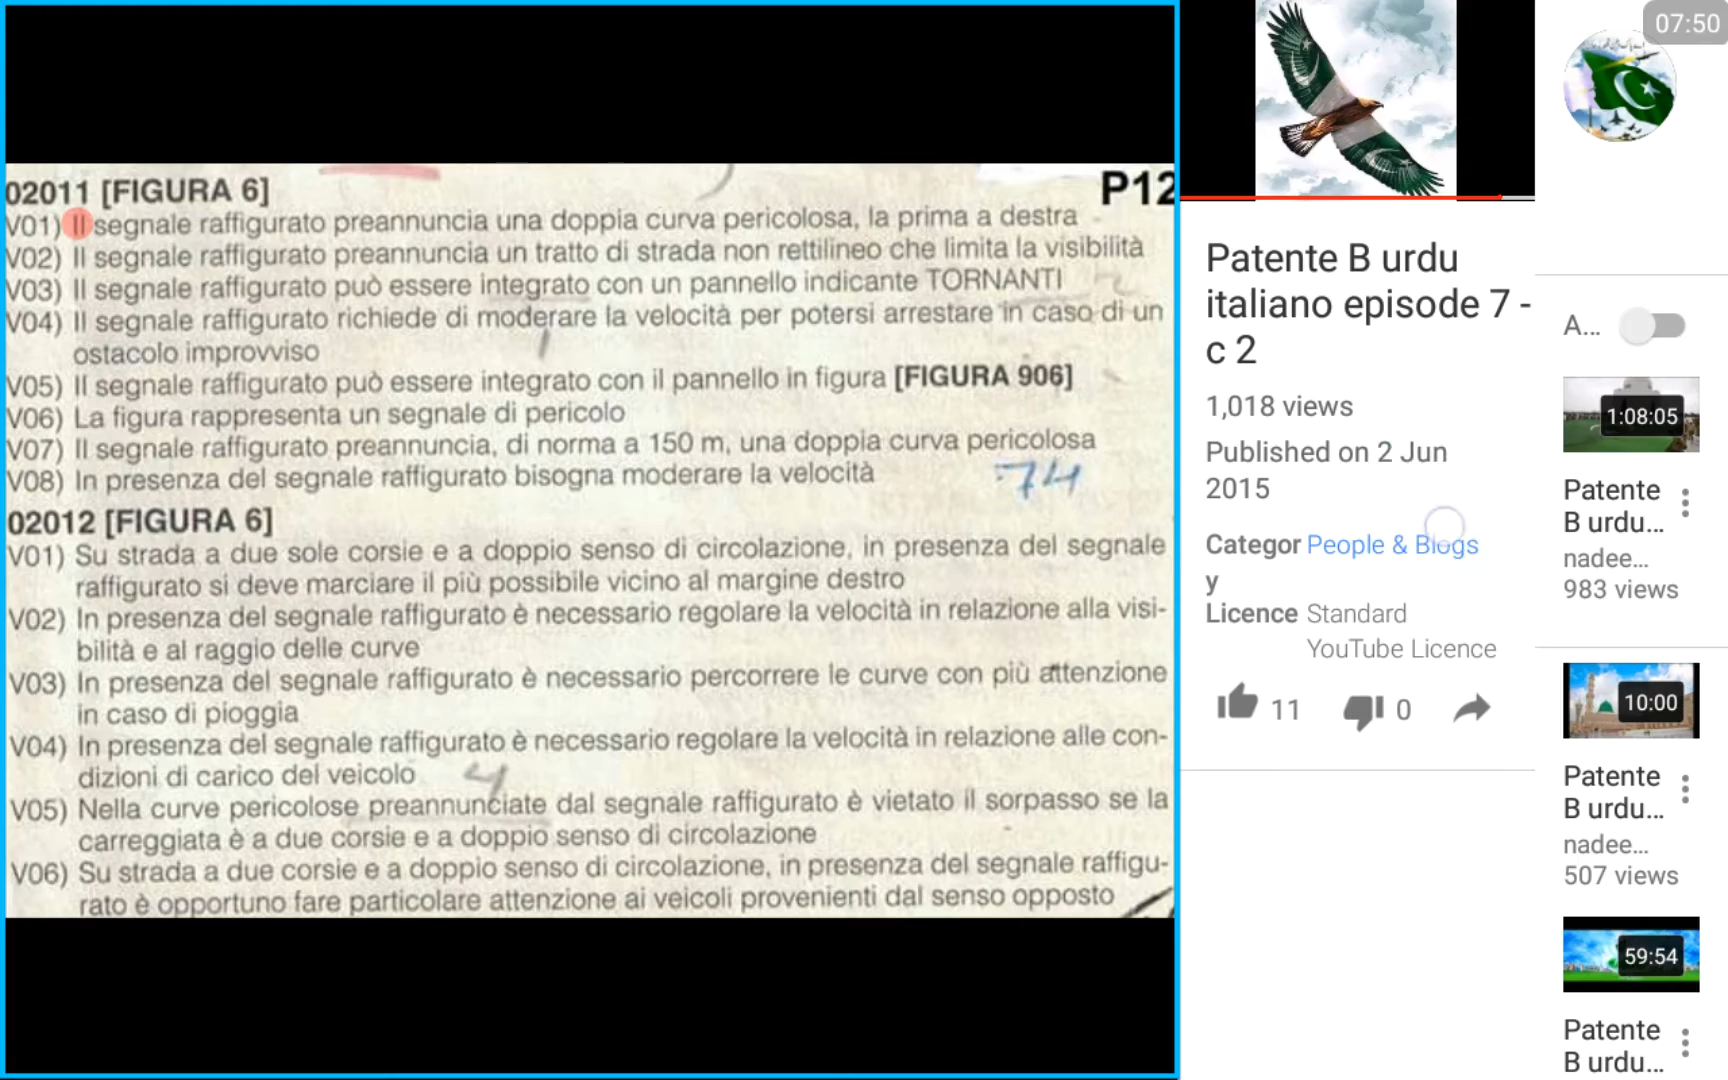 02011 [FIGURA 6]
P12
V01) Il segnale raffigurato preannuncia una doppia curva pericolosa, la prima a destra
V02) Il segnale raffigurato preannuncia un tratto di strada non rettilineo che limita la visibilità
V03) Il segnale raffigurato può essere integrato con un pannello indicante TORNANTI
V04) Il segnale raffigurato richiede di moderare la velocità per potersi arrestare in caso di un
ostacolo improvviso
V05) Il segnale raffigurato può essere integrato con il pannello in figura [FIGURA 906]
V06) La figura rappresenta un segnale di pericolo
V07) Il segnale raffigurato preannuncia, di norma a 150 m, una doppia curva pericolosa
V08) In presenza del segnale raffigurato bisogna moderare la velocità
74
02012 [FIGURA 6]
V01) Su strada a due sole corsie e a doppio senso di circolazione, in presenza del segnale
raffigurato si deve marciare il più possibile vicino al margine destro
V02) In presenza del segnale raffigurato è necessario regolare la velocità in relazione alla visi-
bilità e al raggio delle curve
V03) In presenza del segnale raffigurato è necessario percorrere le curve con più attenzione
in caso di pioggia
V04) In presenza del segnale raffigurato è necessario regolare la velocità in relazione alle con-
dizioni di carico del veicolo
4
V05) Nella curve pericolose preannunciate dal segnale raffigurato è vietato il sorpasso se la
carreggiata è a due corsie e a doppio senso di circolazione
V06) Su strada a due corsie e a doppio senso di circolazione, in presenza del segnale raffigu-
rato è opportuno fare particolare attenzione ai veicoli provenienti dal senso opposto
Patente B urdu
italiano episode 7 -
c 2
1,018 views
Published on 2 Jun
2015
Categor People & Blogs
y
Licence Standard
YouTube Licence
11 0
07:50
A...
1:08:05
Patente
B urdu...
nadee...
983 views
10:00
Patente
B urdu...
nadee...
507 views
59:54
Patente
B urdu...